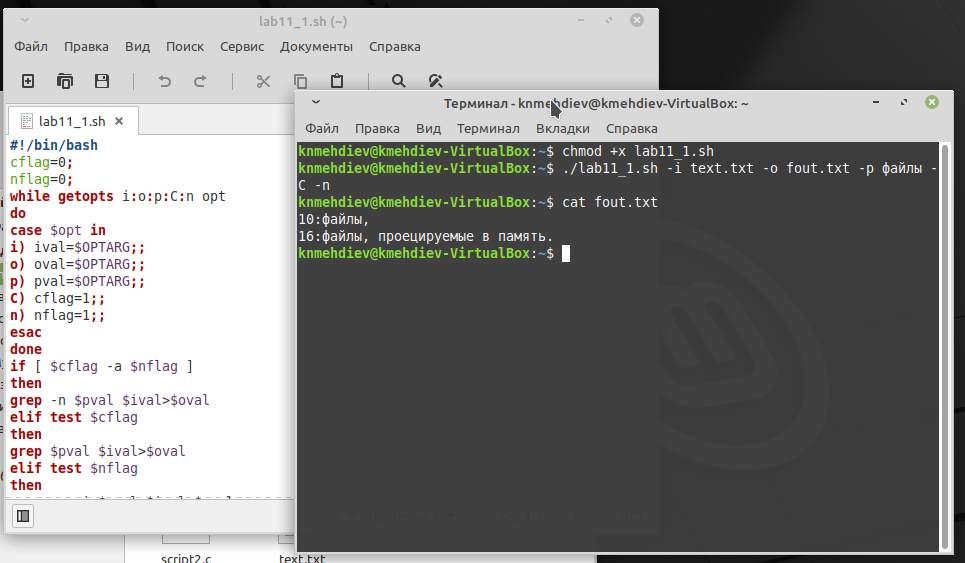 lab11_1.sh (~)
Файл Правка Вид Поиск Сервис Документы Справка
lab11_1.sh
#!/bin/bash
cflag=0;
nflag=0;
while getopts i:o:p:C:n opt
do
case $opt in
i) ival=$OPTARG;;
o) oval=$OPTARG;;
p) pval=$OPTARG;;
C) cflag=1;;
n) nflag=1;;
esac
done
if [ $cflag -a $nflag ]
then
grep -n $pval $ival>$oval
elif test $cflag
then
grep $pval $ival>$oval
elif test $nflag
then
Терминал - knmehdiev@kmehdiev-VirtualBox: ~
Файл Правка Вид Терминал Вкладки Справка
knmehdiev@kmehdiev-VirtualBox:~$ chmod +x lab11_1.sh
knmehdiev@kmehdiev-VirtualBox:~$ ./lab11_1.sh -i text.txt -o fout.txt -p файлы -
C -n
knmehdiev@kmehdiev-VirtualBox:~$ cat fout.txt
10:файлы,
16:файлы, проецируемые в память.
knmehdiev@kmehdiev-VirtualBox:~$
script2.c text.txt